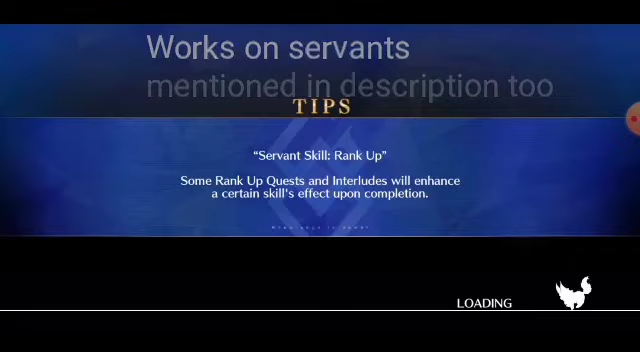 Works on servants
mentioned in description too
TIPS
“Servant Skill: Rank Up”
Some Rank Up Quests and Interludes will enhance
a certain skill's effect upon completion.
LOADING